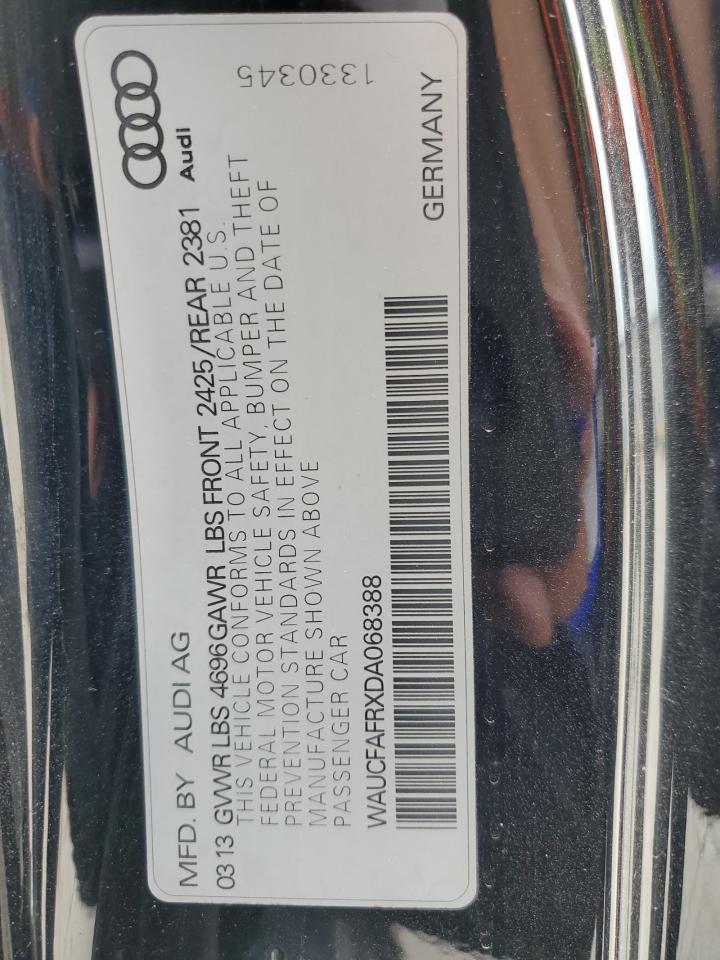 MFD. BY AUDI AG
Audi
0313 GVWR LBS 4696 GAWR LBS FRONT 2425/REAR 2381
THIS VEHICLE CONFORMS TO ALL APPLICABLE U.S.
FEDERAL MOTOR VEHICLE SAFETY, BUMPER AND THEFT
PREVENTION STANDARDS IN EFFECT ON THE DATE OF
MANUFACTURE SHOWN ABOVE
PASSENGER CAR
WAUCFAFRXDA068388
GERMANY
1330345